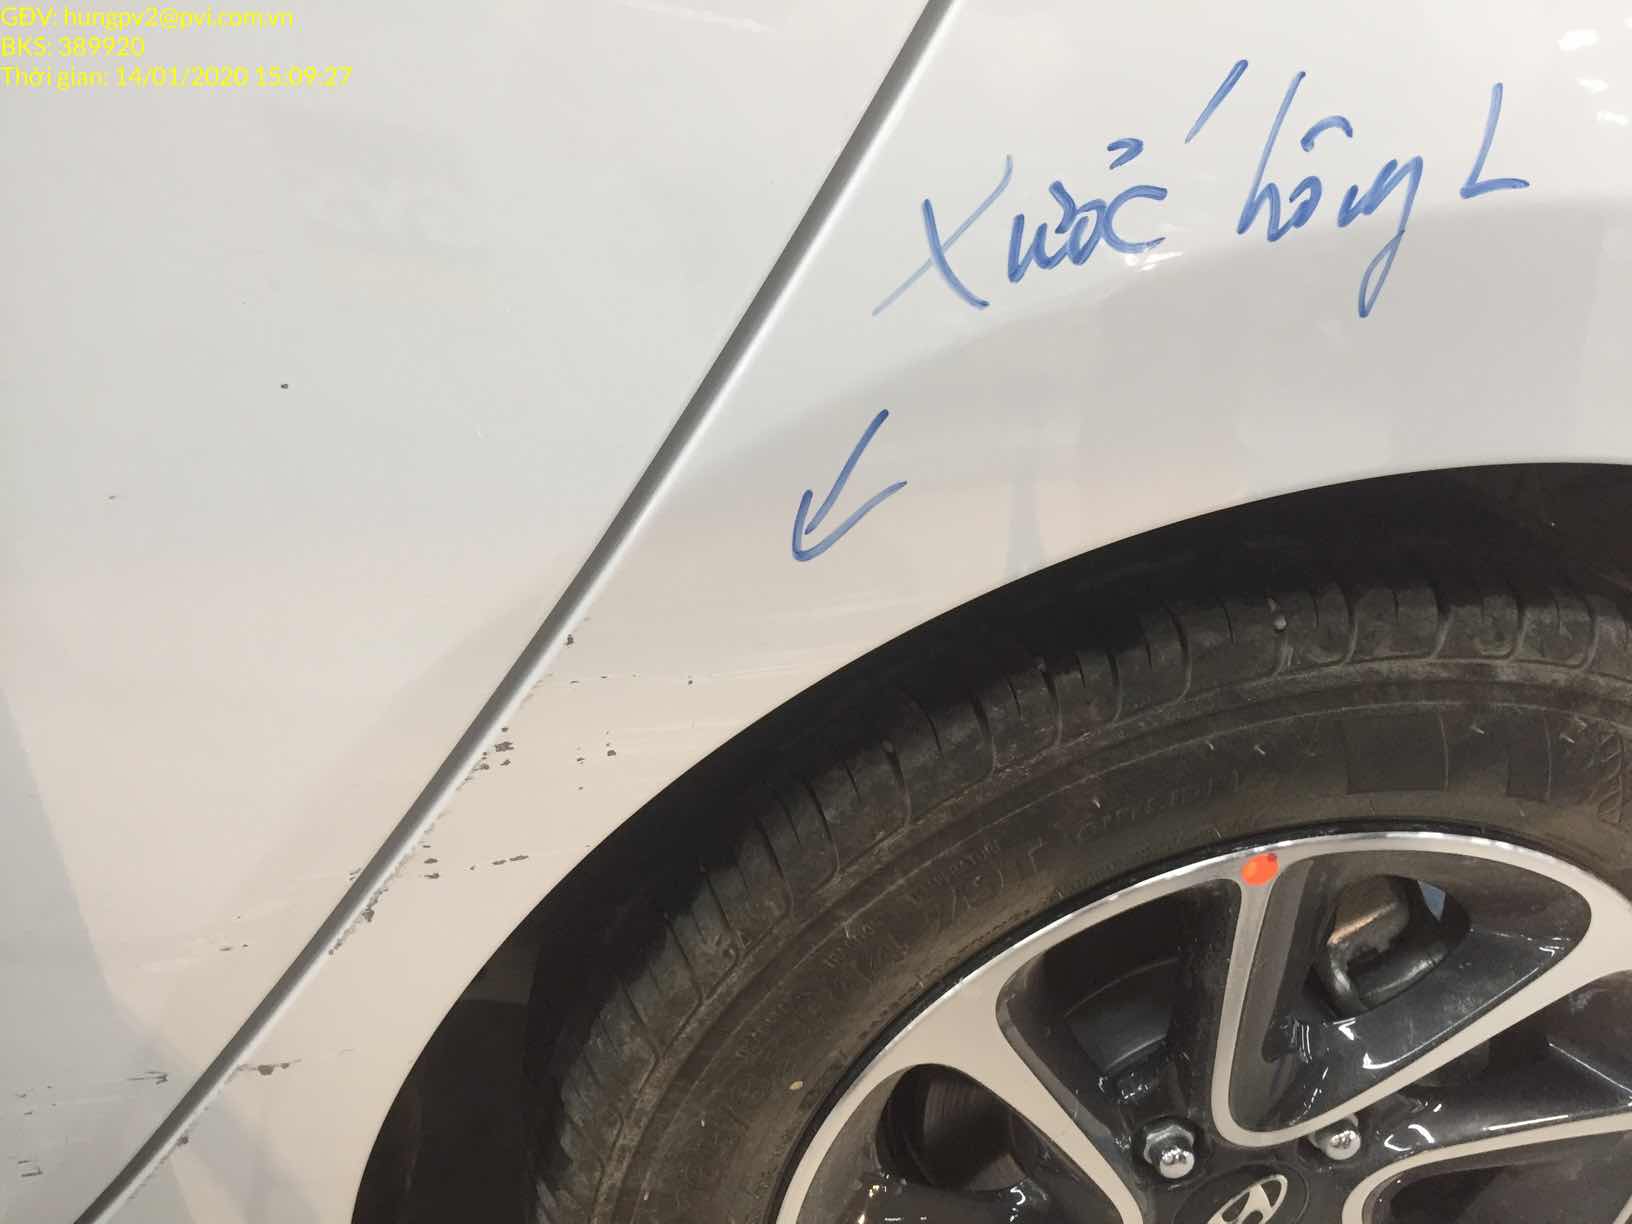 GĐV: hungpv2@pvi.com.vn
BKS: 389920
Thời gian: 14/01/2020 15:09:27
Xước hông L